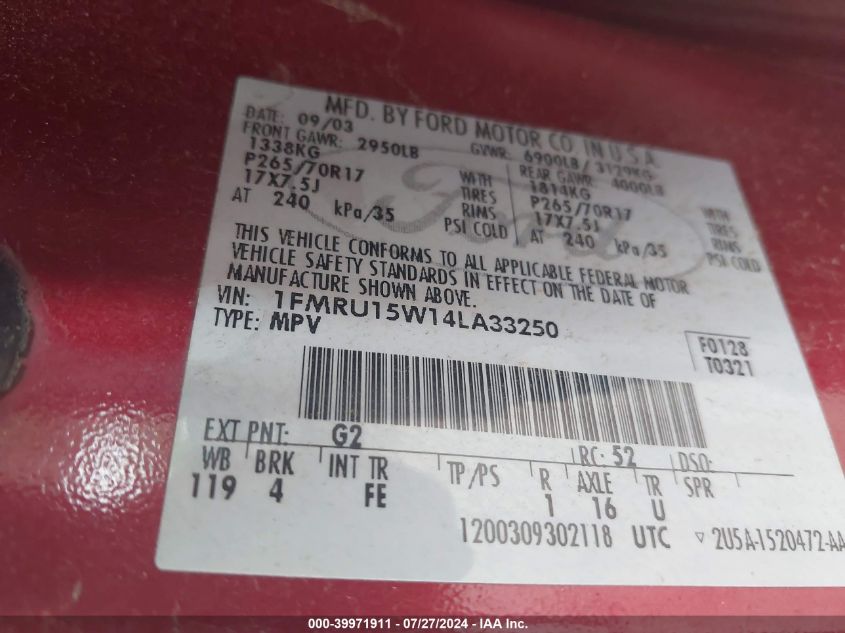 MFD. BY FORD MOTOR CO. IN U.S.A.
DATE: 09/03 GVWR: 6900LB / 3129KG
FRONT GAWR: 2950LB REAR GAWR: 4000LB
1338KG WITH 1814KG WITH
P265/70R17 TIRES P265/70R17 TIRES
17X7.5J RIMS 17X7.5J RIMS
AT 240 kPa/35 PSI COLD AT 240 kPa/35 PSI COLD
Ford
THIS VEHICLE CONFORMS TO ALL APPLICABLE FEDERAL MOTOR
VEHICLE SAFETY STANDARDS IN EFFECT ON THE DATE OF
MANUFACTURE SHOWN ABOVE.
VIN: 1FMRU15W14LA33250
TYPE: MPV
F0128
T0321
EXT PNT: G2 RC: 52 DSO:
WB BRK INT TR TP/PS R AXLE TR SPR
119 4 FE 1 16 U
1200309302118 UTC ▽ 2U5A-1520472-AA
000-39971911 - 07/27/2024 - IAA Inc.